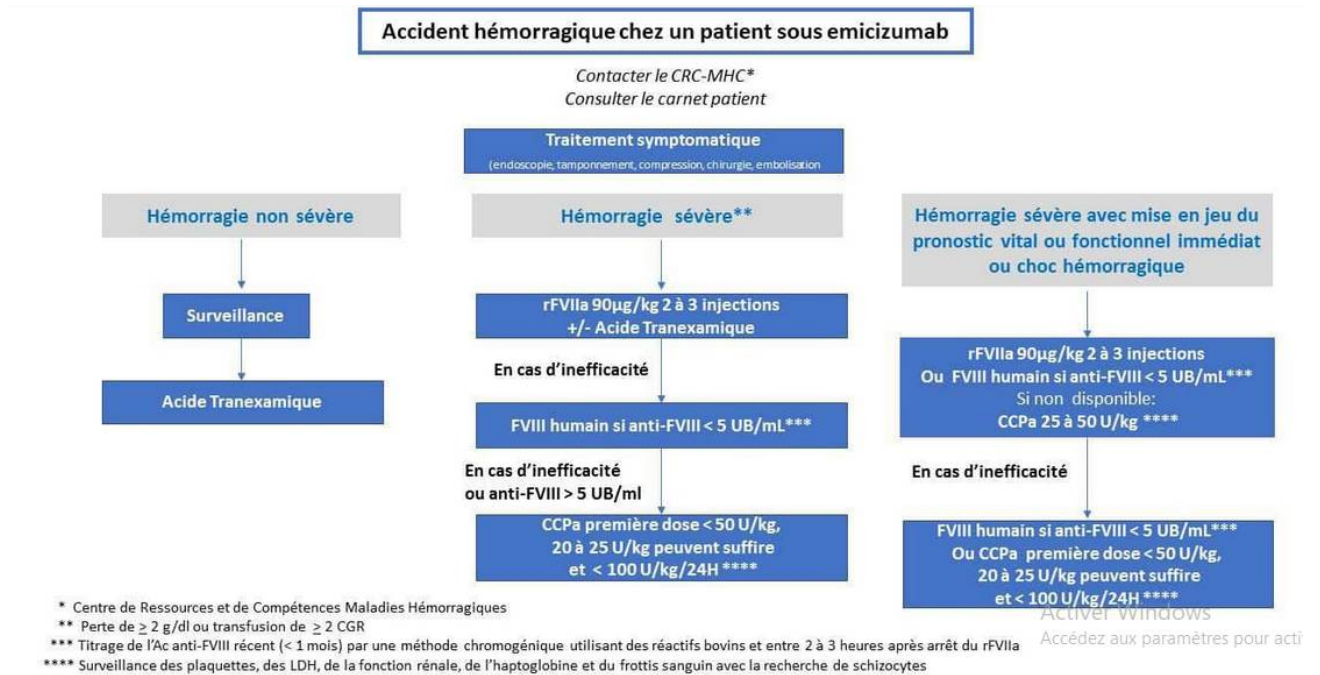 Accident hémorragique chez un patient sous emicizumab
Contacter le CRC-MHC*
Consulter le carnet patient
Traitement symptomatique
(endoscopie, tamponnement, compression, chirurgie, embolisation
Hémorragie non sévère
Surveillance
Acide Tranexamique
Hémorragie sévère**
rFVIIa 90µg/kg 2 à 3 injections
+/- Acide Tranexamique
En cas d'inefficacité
FVIII humain si anti-FVIII < 5 UB/mL***
En cas d'inefficacité
ou anti-FVIII > 5 UB/ml
CCPa première dose < 50 U/kg,
20 à 25 U/kg peuvent suffire
et < 100 U/kg/24H ****
Hémorragie sévère avec mise en jeu du
pronostic vital ou fonctionnel immédiat
ou choc hémorragique
rFVIIa 90µg/kg 2 à 3 injections
Ou FVIII humain si anti-FVIII < 5 UB/mL***
Si non disponible:
CCPa 25 à 50 U/kg ****
En cas d'inefficacité
FVIII humain si anti-FVIII < 5 UB/mL***
Ou CCPa première dose < 50 U/kg,
20 à 25 U/kg peuvent suffire
et < 100 U/kg/24H ****
* Centre de Ressources et de Compétences Maladies Hémorragiques
** Perte de ≥ 2 g/dl ou transfusion de ≥ 2 CGR
*** Titrage de l'Ac anti-FVIII récent (< 1 mois) par une méthode chromogénique utilisant des réactifs bovins et entre 2 à 3 heures après arrêt du rFVIIa
**** Surveillance des plaquettes, des LDH, de la fonction rénale, de l'haptoglobine et du frottis sanguin avec la recherche de schizocytes
Activer Windows
Accédez aux paramètres pour acti